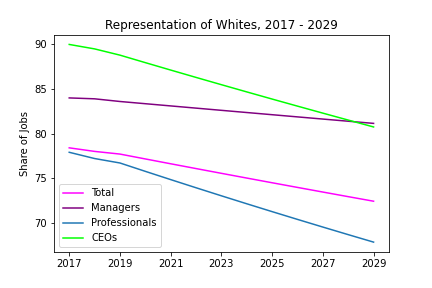 Representation of Whites, 2017 - 2029
Share of Jobs
90
85
80
75
70
Total
Managers
Professionals
CEOs
2017
2019
2021
2023
2025
2027
2029